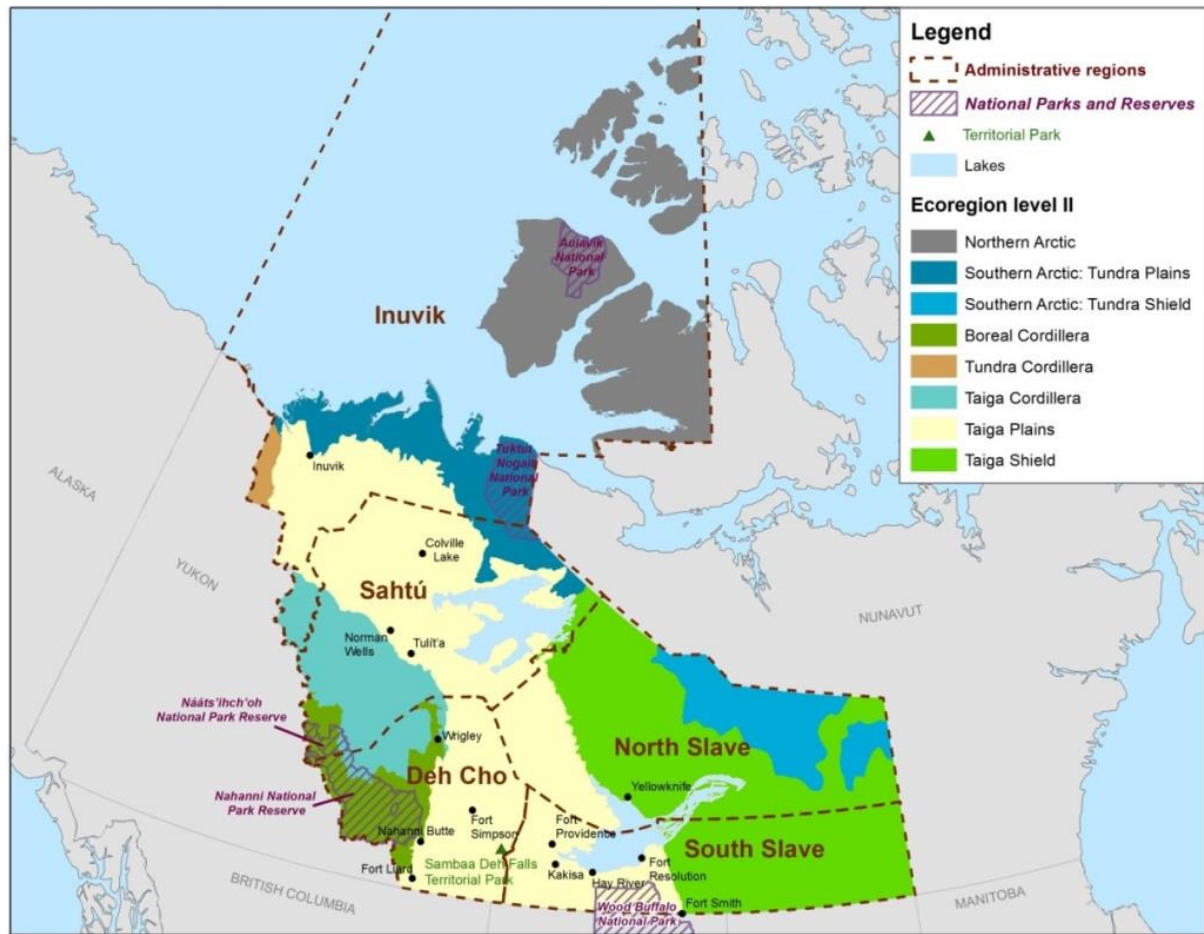 Legend
Administrative regions
National Parks and Reserves
Territorial Park
Lakes
Ecoregion level II
Northern Arctic
Southern Arctic: Tundra Plains
Southern Arctic: Tundra Shield
Boreal Cordillera
Tundra Cordillera
Taiga Cordillera
Taiga Plains
Taiga Shield
Aulavik
National
Park
Inuvik
Tuktut
Nogait
National
Park
Inuvik
ALASKA
YUKON
Colville
Lake
Sahtú
NUNAVUT
Norman
Wells
Tulít'a
Nááts'ihch'oh
National Park Reserve
Wrigley
North Slave
Deh Cho
Nahanni National
Park Reserve
Yellowknife
Fort
Simpson
Fort
Providence
Nahanni Butte
South Slave
Sambaa Deh Falls
Territorial Park
Fort Liard
Kakisa
Hay River
Fort
Resolution
BRITISH COLUMBIA
Wood Buffalo
National Park
Fort Smith
MANITOBA